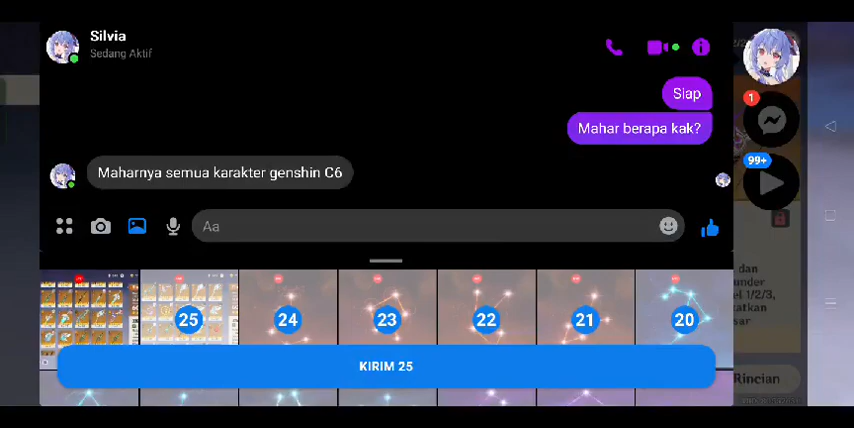 Silvia
Sedang Aktif
Siap
Mahar berapa kak?
1
99+
Maharnya semua karakter genshin C6
Aa
25
24
23
22
21
20
KIRIM 25
dan
under
el 1/2/3,
atkan
sar
Rincian